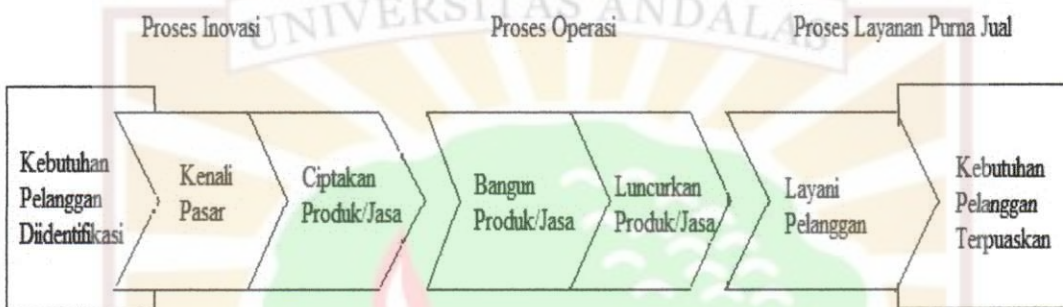 UNIVERSITAS ANDALAS
Proses Inovasi
Proses Operasi
Proses Layanan Purna Jual
Kebutuhan
Pelanggan
Diidentifikasi
Kenali
Pasar
Ciptakan
Produk/Jasa
Bangun
Produk/Jasa
Luncurkan
Produk/Jasa
Layani
Pelanggan
Kebutuhan
Pelanggan
Terpuaskan